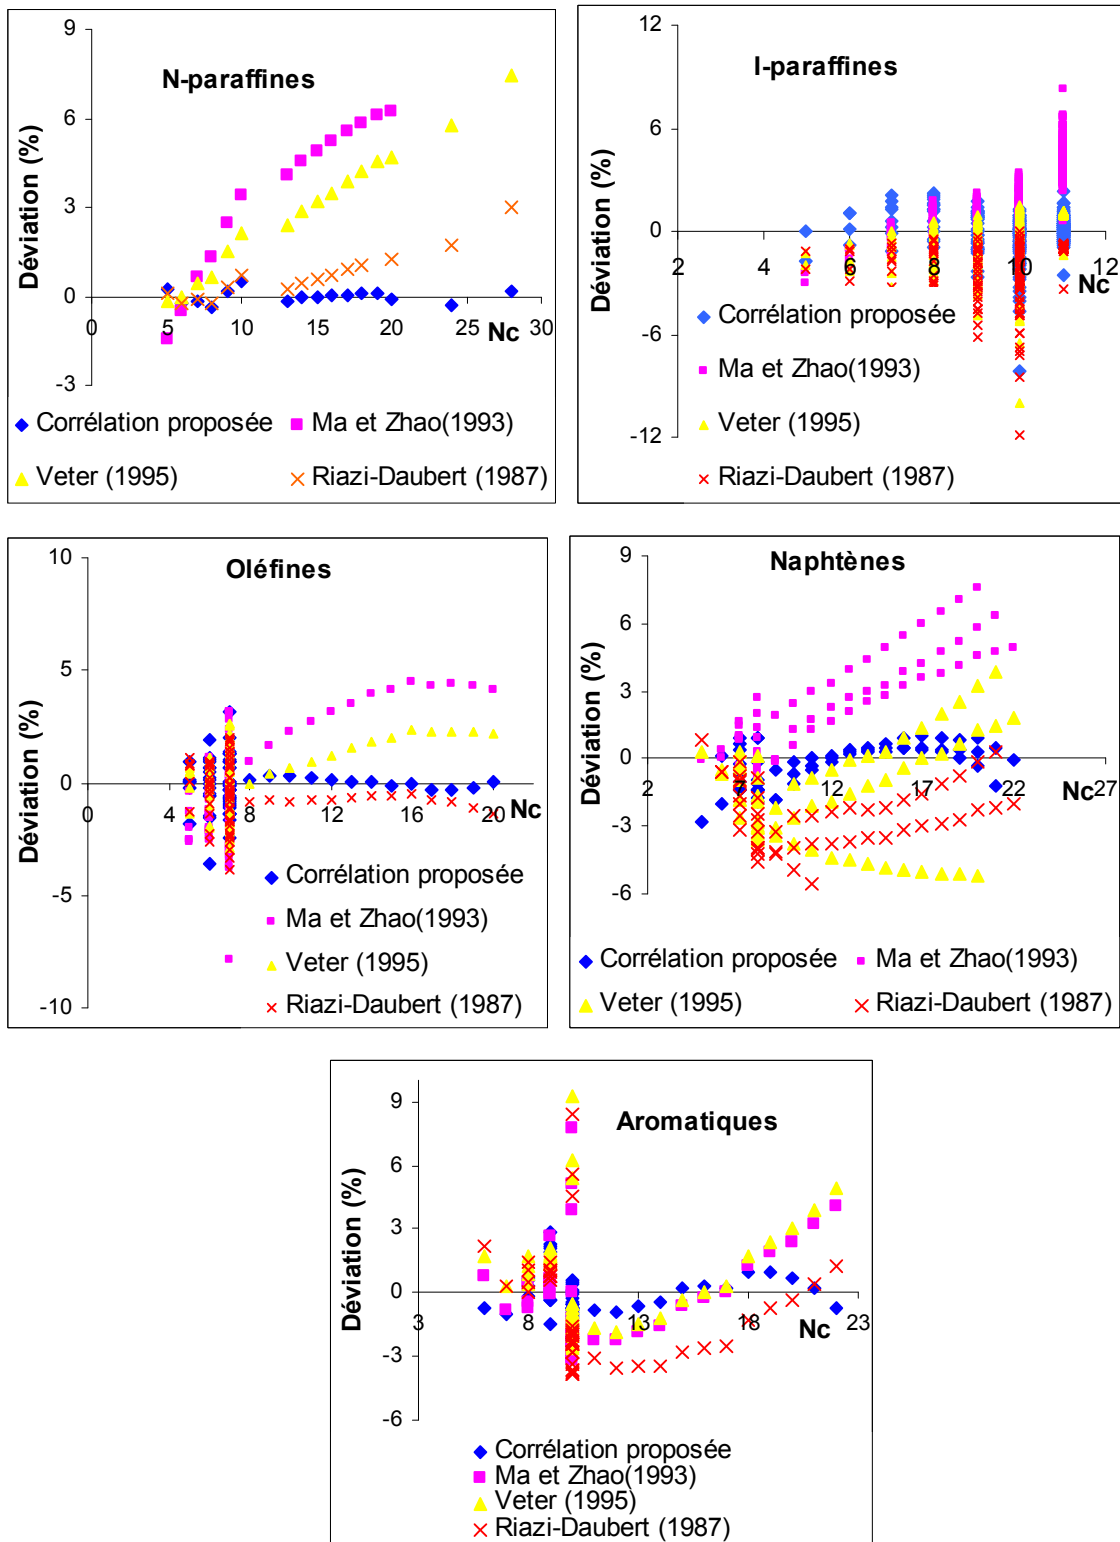 N-paraffines
Déviation (%)
9
6
3
0
-3
0
5
10
15
20
25
30
Nc
Corrélation proposée
Ma et Zhao(1993)
Veter (1995)
Riazi-Daubert (1987)
I-paraffines
Déviation (%)
12
6
0
-6
-12
2
4
6
8
10
12
Nc
Corrélation proposée
Ma et Zhao(1993)
Veter (1995)
Riazi-Daubert (1987)
Oléfines
Déviation (%)
10
5
0
-5
-10
0
4
8
12
16
20
Nc
Corrélation proposée
Ma et Zhao(1993)
Veter (1995)
Riazi-Daubert (1987)
Naphtènes
Déviation (%)
9
6
3
0
-3
-6
2
7
12
17
22
27
Nc
Corrélation proposée
Ma et Zhao(1993)
Veter (1995)
Riazi-Daubert (1987)
Aromatiques
Déviation (%)
9
6
3
0
-3
-6
3
8
13
18
23
Nc
Corrélation proposée
Ma et Zhao(1993)
Veter (1995)
Riazi-Daubert (1987)